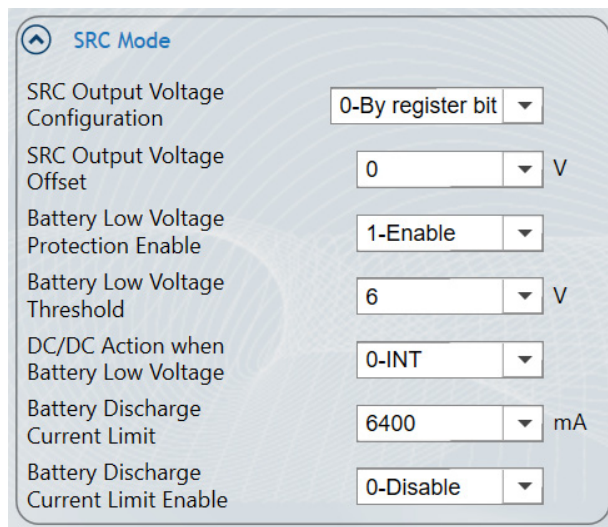 SRC Mode
SRC Output Voltage
Configuration
0-By register bit
SRC Output Voltage
Offset
0
V
Battery Low Voltage
Protection Enable
1-Enable
Battery Low Voltage
Threshold
6
V
DC/DC Action when
Battery Low Voltage
0-INT
Battery Discharge
Current Limit
6400
mA
Battery Discharge
Current Limit Enable
0-Disable